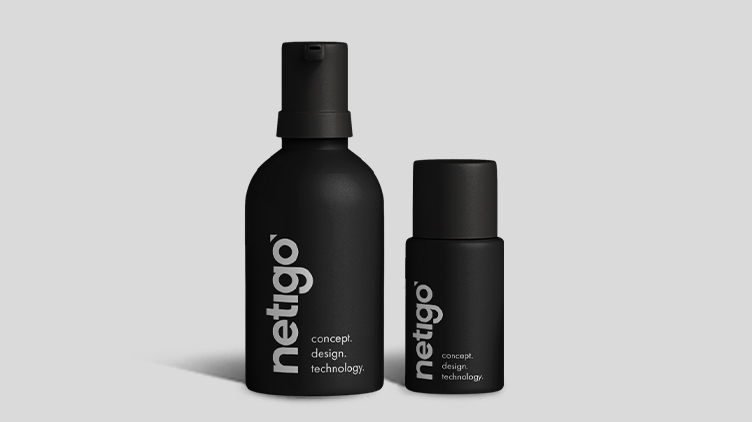 netigo
concept.
design.
technology.
netigo
concept.
design.
technology.